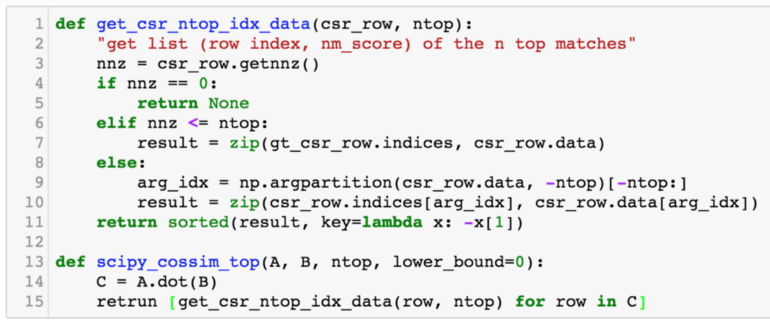 1 def get_csr_ntop_idx_data(csr_row, ntop):
2     "get list (row index, nm_score) of the n top matches"
3     nnz = csr_row.getnnz()
4     if nnz == 0:
5         return None
6     elif nnz <= ntop:
7         result = zip(gt_csr_row.indices, csr_row.data)
8     else:
9         arg_idx = np.argpartition(csr_row.data, -ntop)[-ntop:]
10         result = zip(csr_row.indices[arg_idx], csr_row.data[arg_idx])
11     return sorted(result, key=lambda x: -x[1])
12
13 def scipy_cossim_top(A, B, ntop, lower_bound=0):
14     C = A.dot(B)
15     retrun [get_csr_ntop_idx_data(row, ntop) for row in C]